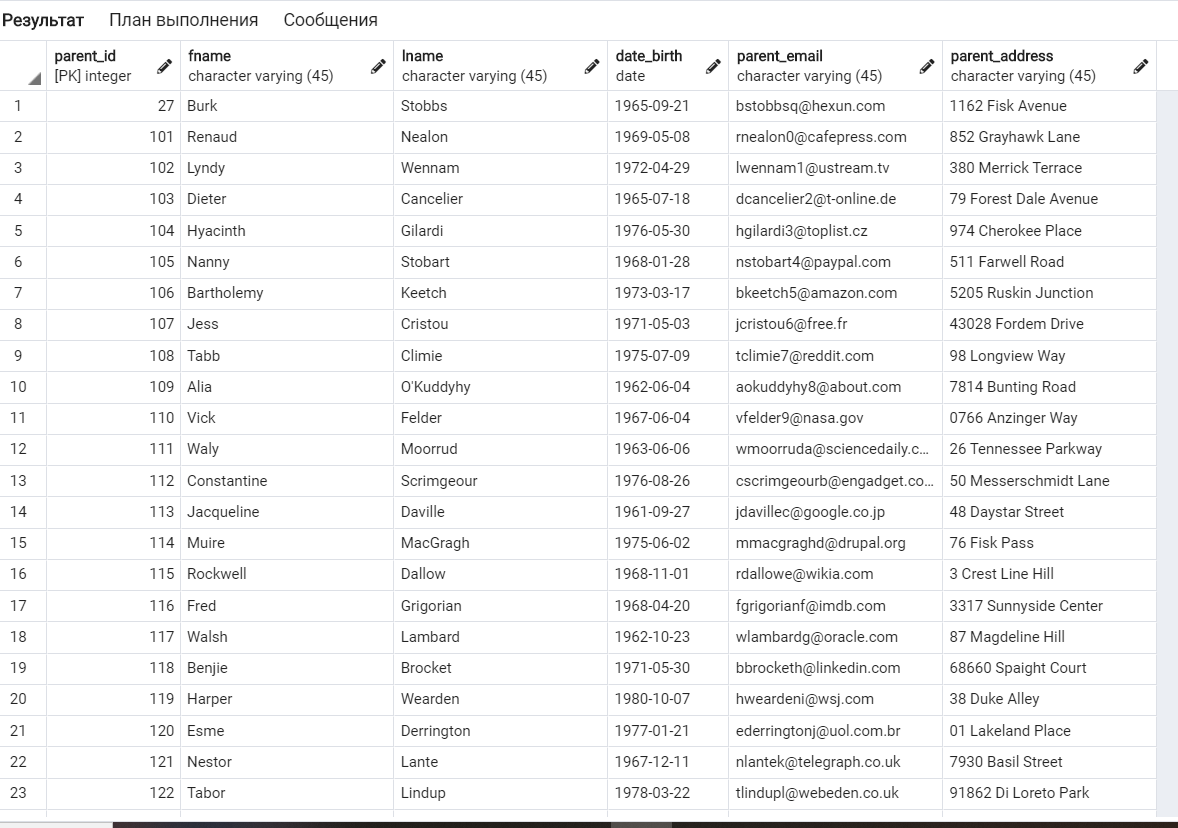 Результат План выполнения Сообщения
parent_id fname lname date_birth parent_email parent_address
[PK] integer character varying (45) character varying (45) date character varying (45) character varying (45)
1 27 Burk Stobbs 1965-09-21 bstobbsq@hexun.com 1162 Fisk Avenue
2 101 Renaud Nealon 1969-05-08 rnealon0@cafepress.com 852 Grayhawk Lane
3 102 Lyndy Wennam 1972-04-29 lwennam1@ustream.tv 380 Merrick Terrace
4 103 Dieter Cancelier 1965-07-18 dcancelier2@t-online.de 79 Forest Dale Avenue
5 104 Hyacinth Gilardi 1976-05-30 hgilardi3@toplist.cz 974 Cherokee Place
6 105 Nanny Stobart 1968-01-28 nstobart4@paypal.com 511 Farwell Road
7 106 Bartholemy Keetch 1973-03-17 bkeetch5@amazon.com 5205 Ruskin Junction
8 107 Jess Cristou 1971-05-03 jcristou6@free.fr 43028 Fordem Drive
9 108 Tabb Climie 1975-07-09 tclimie7@reddit.com 98 Longview Way
10 109 Alia O'Kuddyhy 1962-06-04 aokuddyhy8@about.com 7814 Bunting Road
11 110 Vick Felder 1967-06-04 vfelder9@nasa.gov 0766 Anzinger Way
12 111 Waly Moorrud 1963-06-06 wmoorruda@sciencedaily.c... 26 Tennessee Parkway
13 112 Constantine Scrimgeour 1976-08-26 cscrimgeourb@engadget.co... 50 Messerschmidt Lane
14 113 Jacqueline Daville 1961-09-27 jdavillec@google.co.jp 48 Daystar Street
15 114 Muire MacGragh 1975-06-02 mmacgraghd@drupal.org 76 Fisk Pass
16 115 Rockwell Dallow 1968-11-01 rdallowe@wikia.com 3 Crest Line Hill
17 116 Fred Grigorian 1968-04-20 fgrigorianf@imdb.com 3317 Sunnyside Center
18 117 Walsh Lambard 1962-10-23 wlambardg@oracle.com 87 Magdeline Hill
19 118 Benjie Brocket 1971-05-30 bbrocketh@linkedin.com 68660 Spaight Court
20 119 Harper Wearden 1980-10-07 hweardeni@wsj.com 38 Duke Alley
21 120 Esme Derrington 1977-01-21 ederringtonj@uol.com.br 01 Lakeland Place
22 121 Nestor Lante 1967-12-11 nlantek@telegraph.co.uk 7930 Basil Street
23 122 Tabor Lindup 1978-03-22 tlindupl@webeden.co.uk 91862 Di Loreto Park